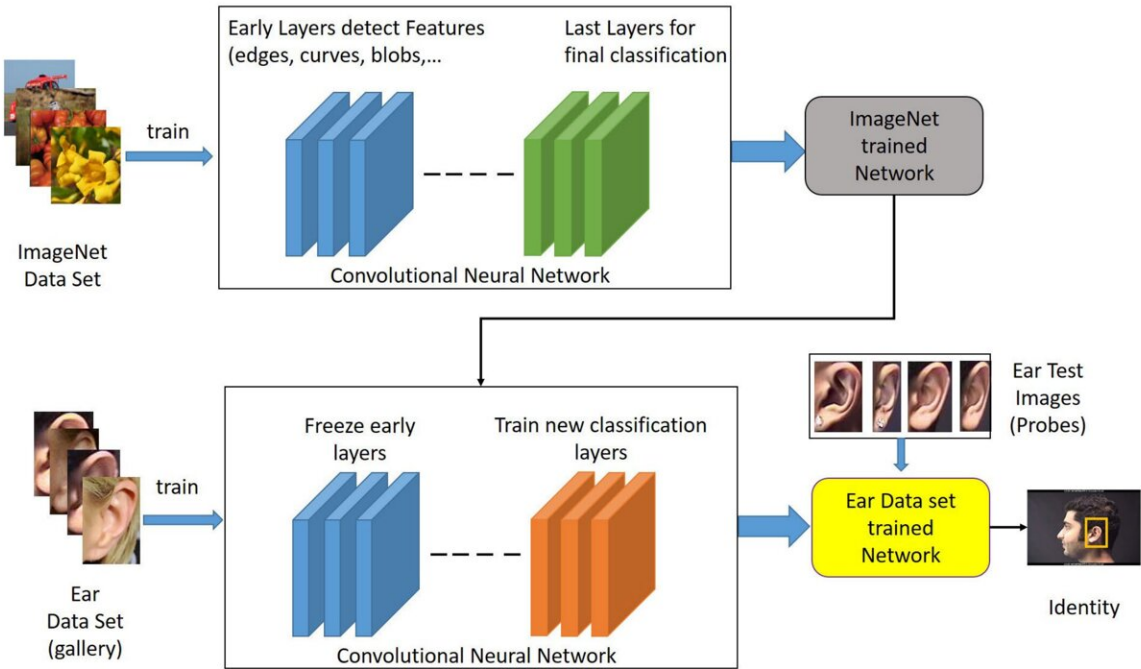 Early Layers detect Features
(edges, curves, blobs,...
Last Layers for
final classification
train
ImageNet
Data Set
Convolutional Neural Network
ImageNet
trained
Network
Ear Test
Images
(Probes)
Freeze early
layers
Train new classification
layers
train
Ear
Data Set
(gallery)
Convolutional Neural Network
Ear Data set
trained
Network
Identity